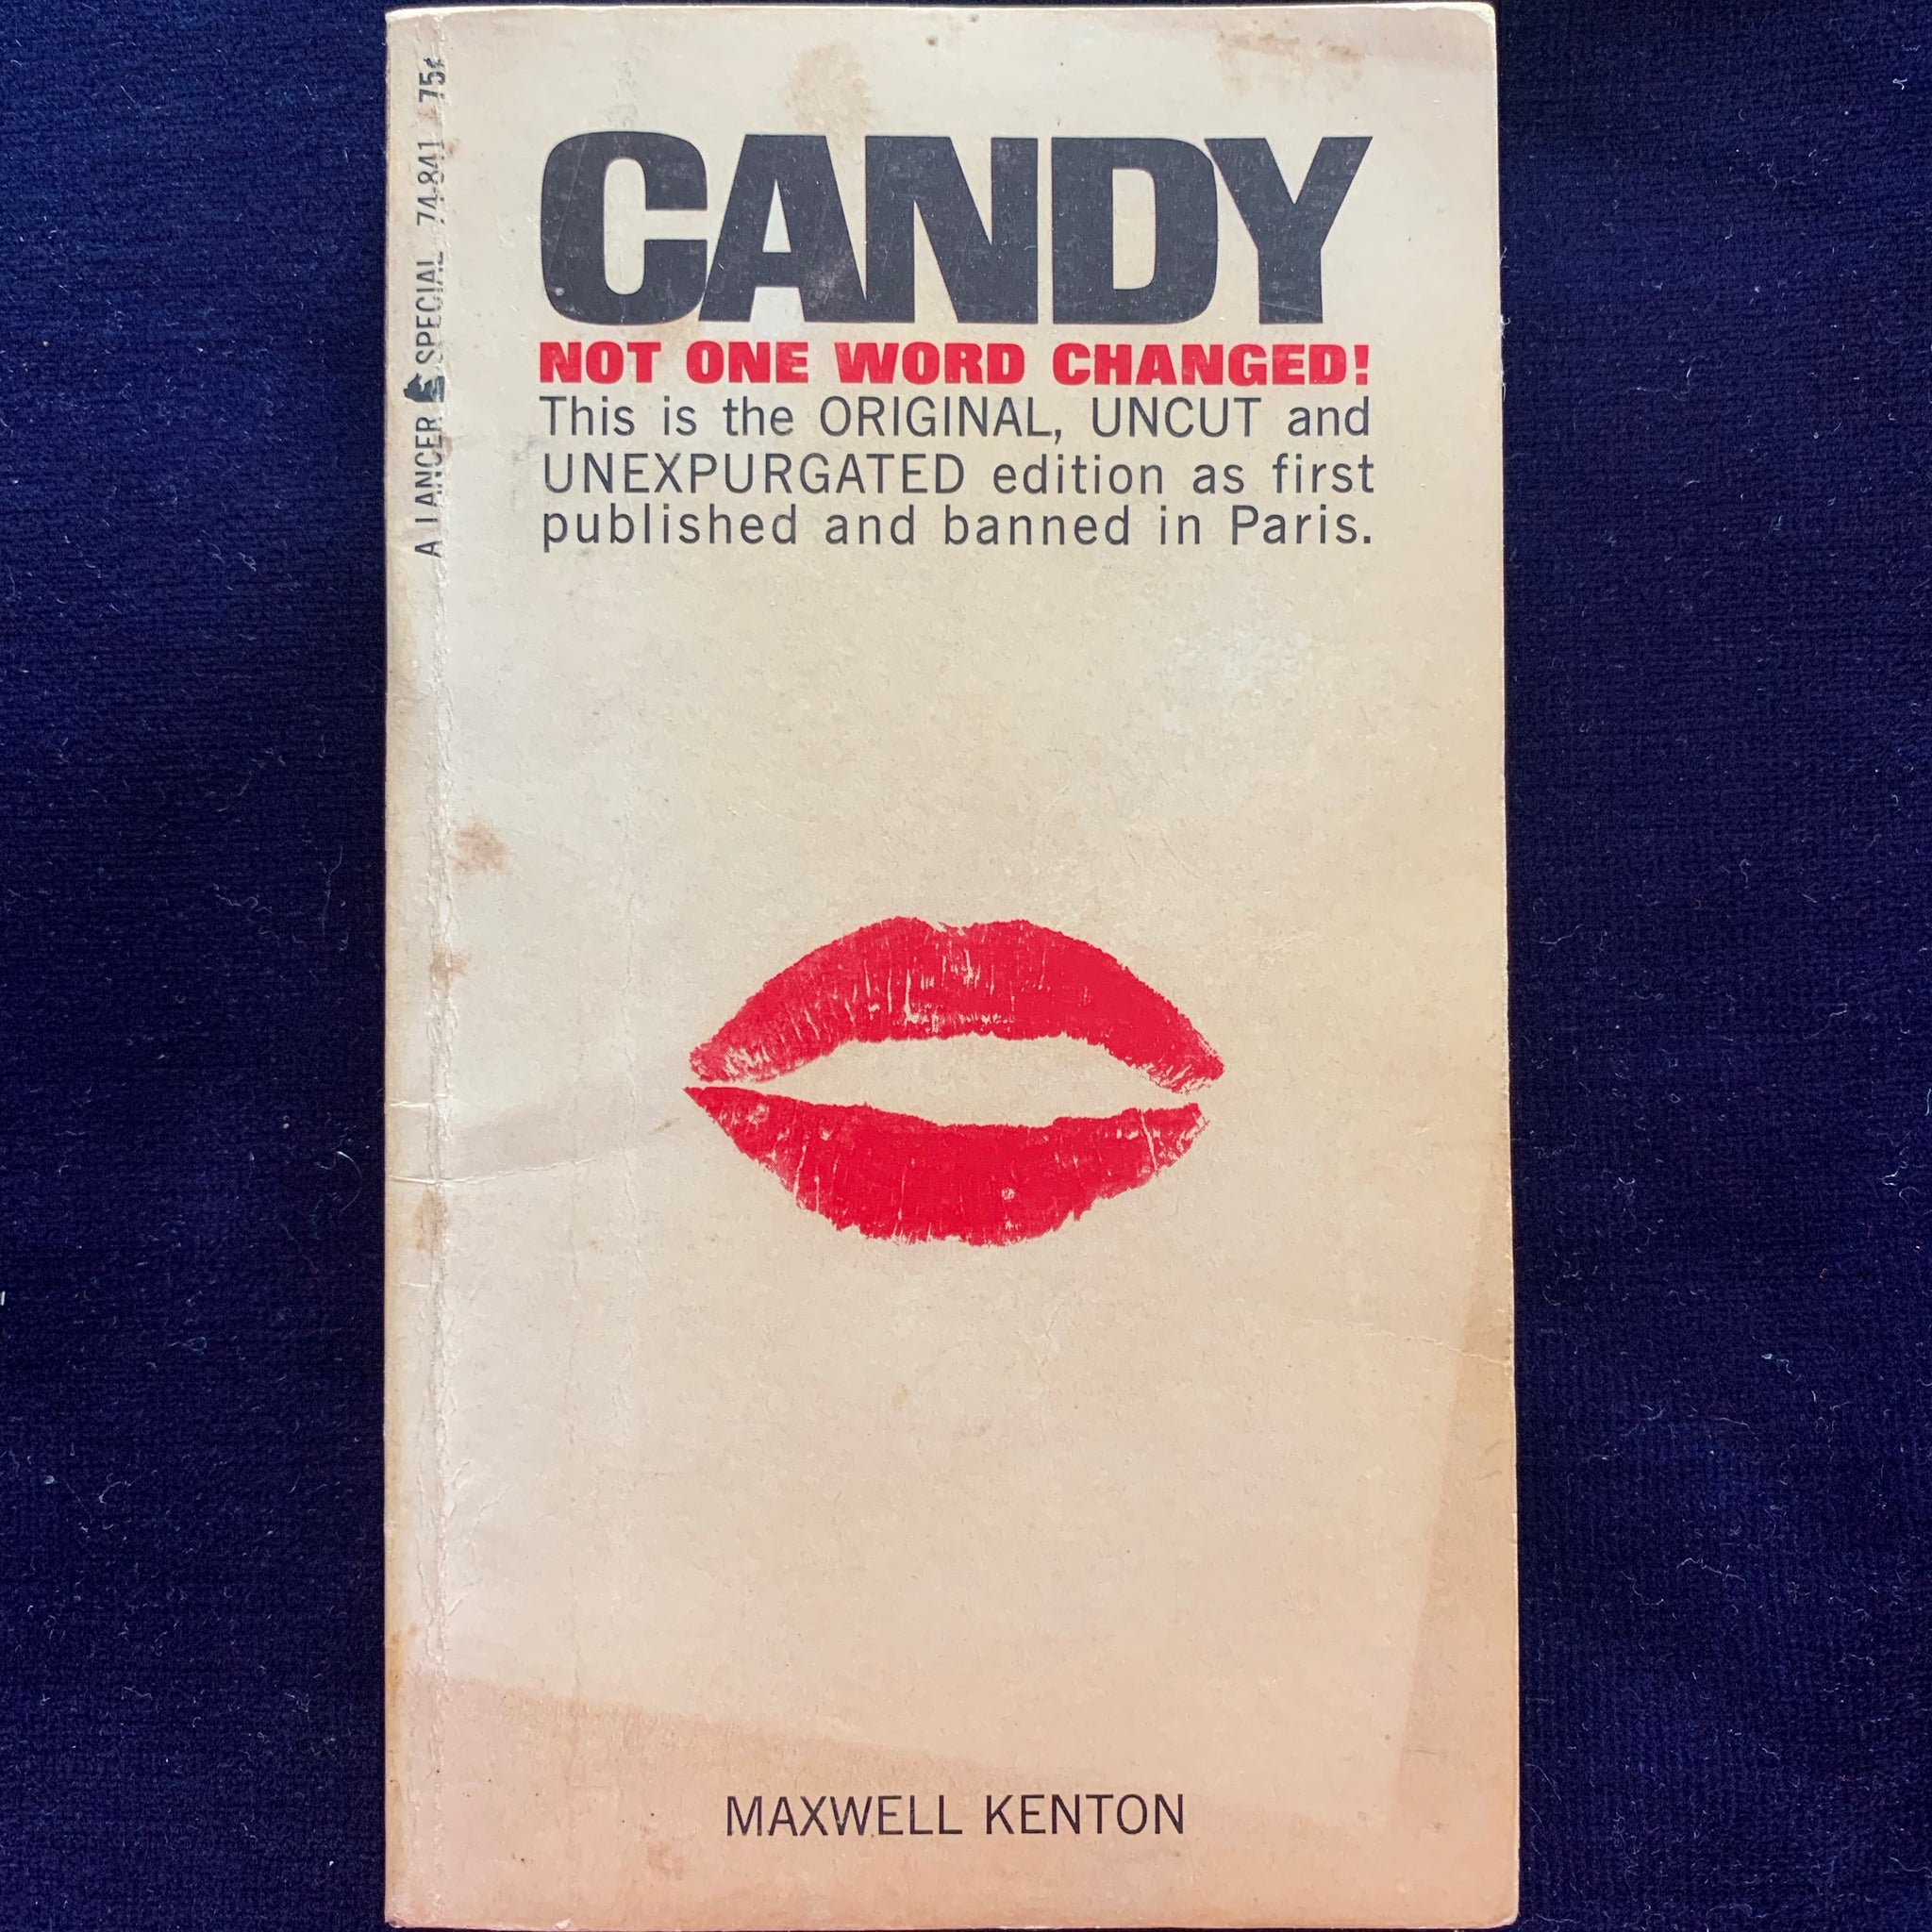 CANDY
NOT ONE WORD CHANGED!
This is the ORIGINAL, UNCUT and
UNEXPURGATED edition as first
published and banned in Paris.
MAXWELL KENTON
A LANCER SPECIAL 74-841 75¢